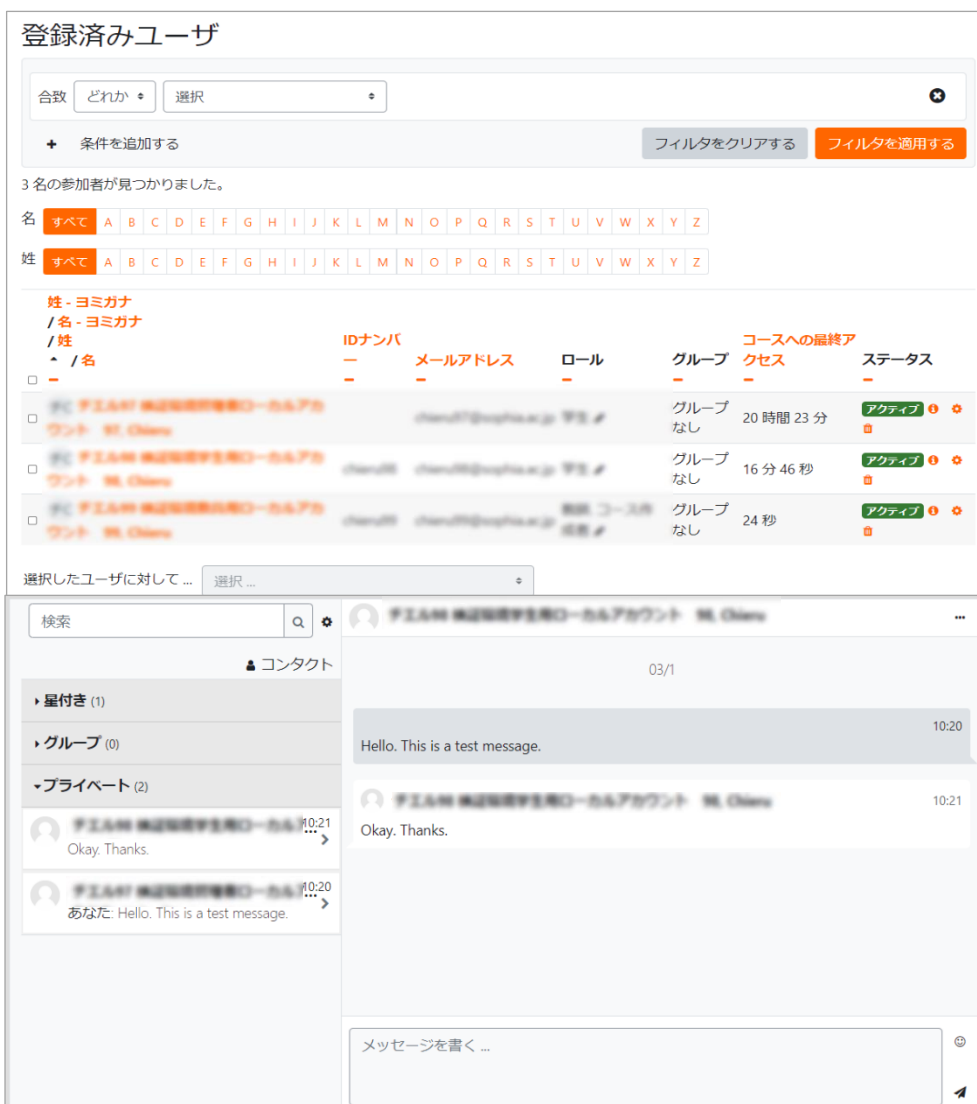 登録済みユーザ
合致 どれか 選択
条件を追加する フィルタをクリアする フィルタを適用する
3 名の参加者が見つかりました。
名 すべて A B C D E F G H I J K L M N O P Q R S T U V W X Y Z
姓 すべて A B C D E F G H I J K L M N O P Q R S T U V W X Y Z
姓 - ヨミガナ
/ 名 - ヨミガナ
/ 姓 IDナンバ コースへの最終ア
/ 名 ー メールアドレス ロール グループ クセス ステータス
グループ
なし 20 時間 23 分 アクティブ
グループ
なし 16 分 46 秒 アクティブ
グループ
なし 24 秒 アクティブ
選択したユーザに対して ... 選択 ...
検索
コンタクト
星付き (1)
グループ (0)
プライベート (2)
10:21
Okay. Thanks.
10:20
あなた: Hello. This is a test message.
03/1
10:20
Hello. This is a test message.
10:21
Okay. Thanks.
メッセージを書く ...